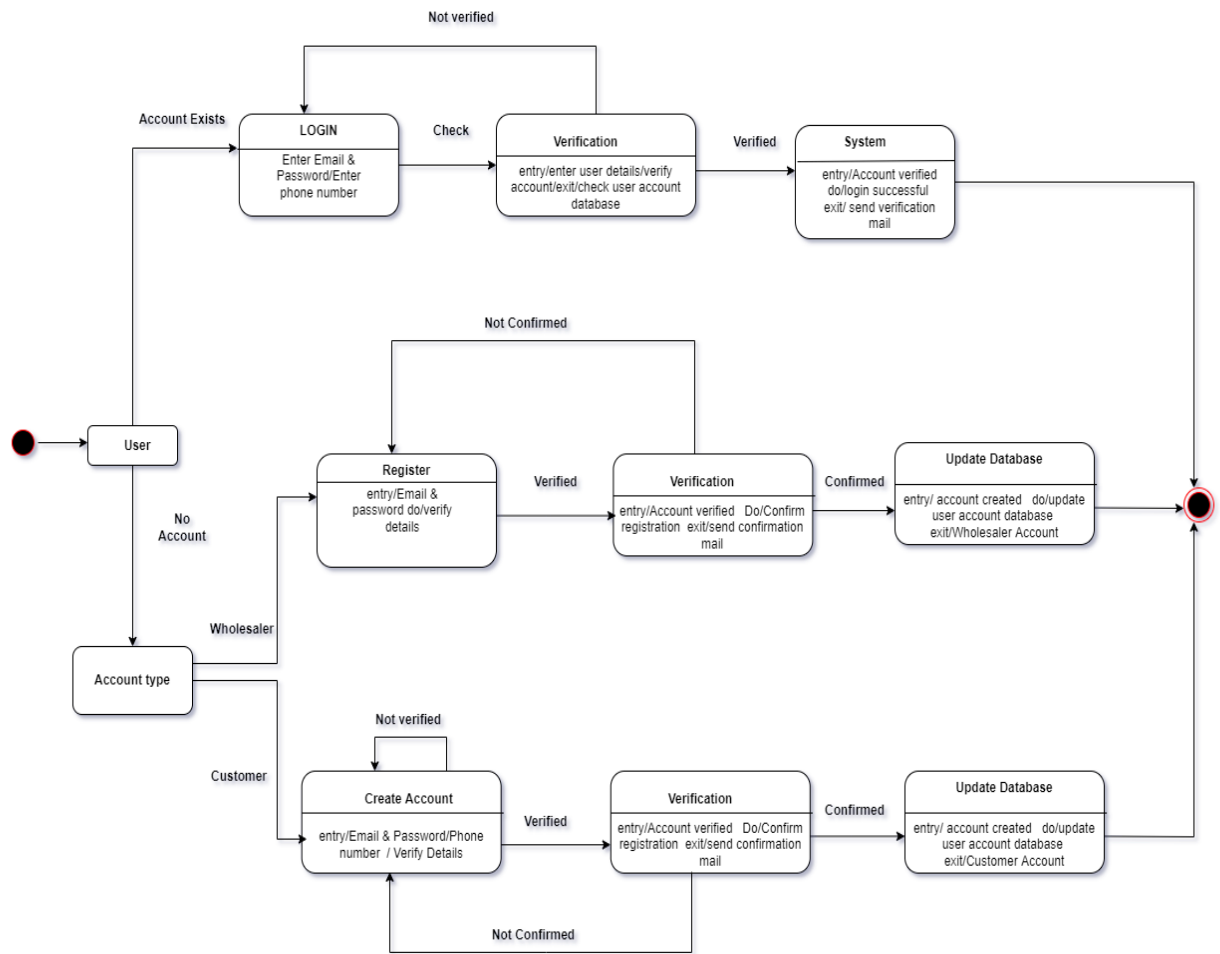 Not verified
Account Exists
LOGIN
Enter Email &
Password/Enter
phone number
Check
Verification
entry/enter user details/verify
account/exit/check user account
database
Verified
System
entry/Account verified
do/login successful
exit/ send verification
mail
Not Confirmed
User
Register
entry/Email &
password do/verify
details
Verified
Verification
entry/Account verified Do/Confirm
registration exit/send confirmation
mail
Confirmed
Update Database
entry/ account created do/update
user account database
exit/Wholesaler Account
No
Account
Wholesaler
Account type
Not verified
Customer
Create Account
entry/Email & Password/Phone
number / Verify Details
Verified
Verification
entry/Account verified Do/Confirm
registration exit/send confirmation
mail
Confirmed
Update Database
entry/ account created do/update
user account database
exit/Customer Account
Not Confirmed